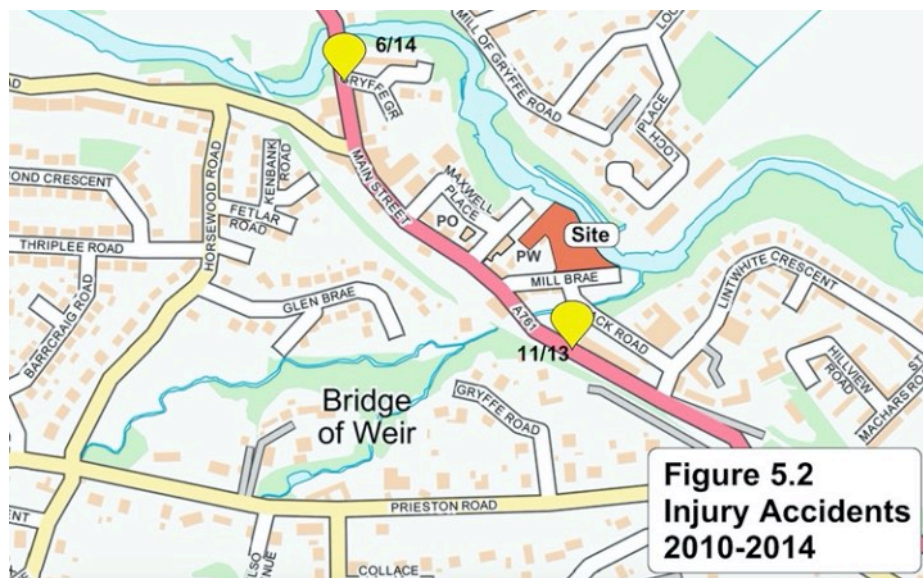 6/14
GRYFFE GR
MILL OF GRYFFE ROAD
LOCH
PLACE
HORSEWOOD ROAD
KENBANK
ROAD
MAIN STREET
MAXWELL
PLACE
OND CRESCENT
FETLAR
ROAD
PO
Site
PW
THRIPLEE ROAD
MILL BRAE
LINTWHITE CRESCENT
GLEN BRAE
A761
ACK ROAD
BARRCRAIG ROAD
11/13
HILLVIEW
ROAD
MACHARS
Bridge
of Weir
GRYFFE ROAD
PRIESTON ROAD
ENT
ELSO
ENUE
COLLACE
Figure 5.2
Injury Accidents
2010-2014